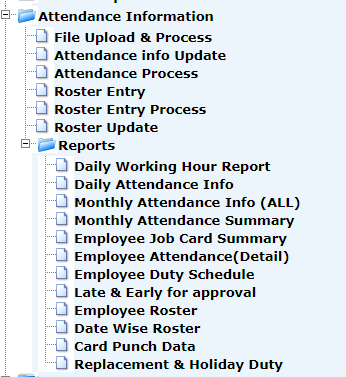 Attendance Information
File Upload & Process
Attendance info Update
Attendance Process
Roster Entry
Roster Entry Process
Roster Update
Reports
Daily Working Hour Report
Daily Attendance Info
Monthly Attendance Info (ALL)
Monthly Attendance Summary
Employee Job Card Summary
Employee Attendance(Detail)
Employee Duty Schedule
Late & Early for approval
Employee Roster
Date Wise Roster
Card Punch Data
Replacement & Holiday Duty